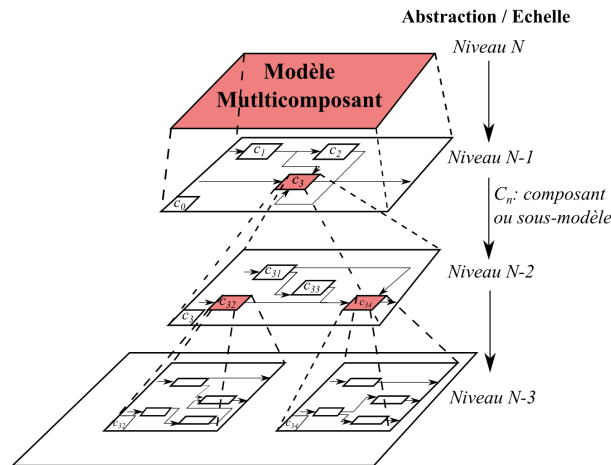 Abstraction / Echelle
Niveau N
Modèle
Mutlticomposant
Niveau N-1
c1
c2
c3
c0
Cn: composant
ou sous-modèle
Niveau N-2
c31
c33
c32
c34
c3
Niveau N-3
c32
c34